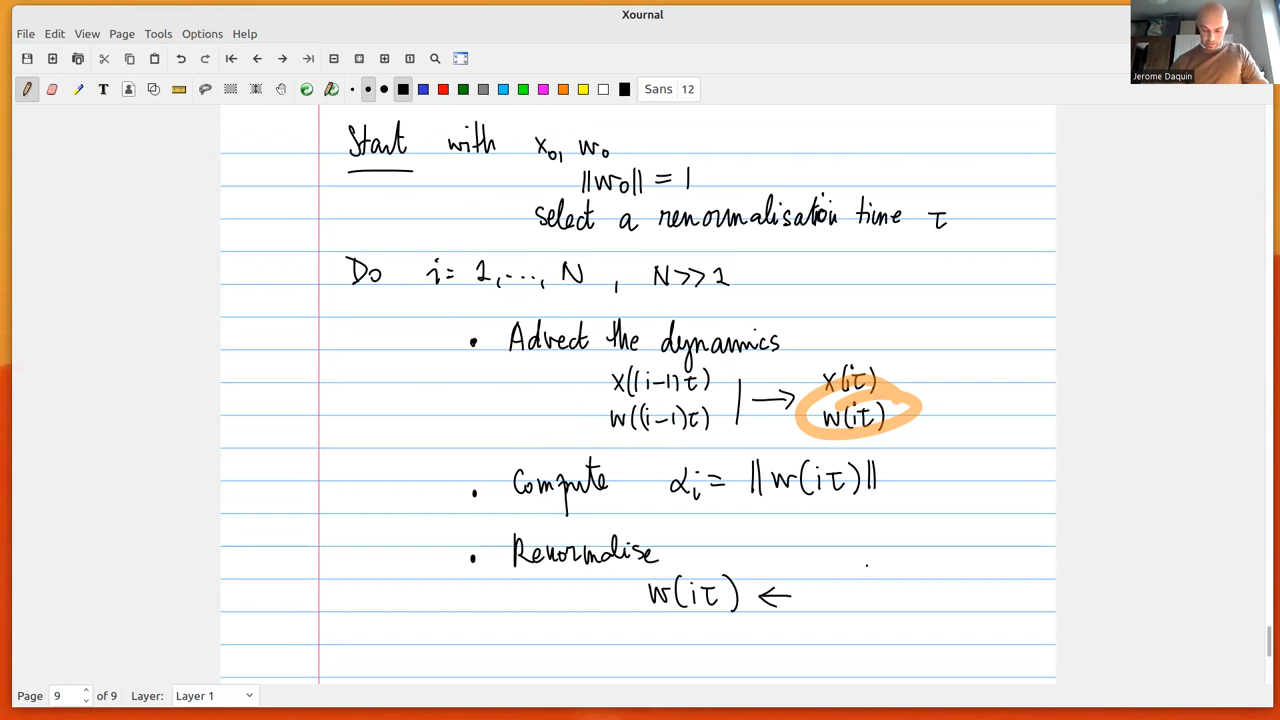 Xournal
File Edit View Page Tools Options Help
Sans 12
Jerome Daquin
Start with x₀, w₀
||w₀|| = 1
select a renormalisation time τ
Do i = 1, ..., N , N >> 1
• Advect the dynamics
x((i-1)τ)
w((i-1)τ) | → x(iτ)
w(iτ)
• Compute αᵢ = ||w(iτ)||
• Renormalise
w(iτ) ←
Page 9 of 9 Layer: Layer 1